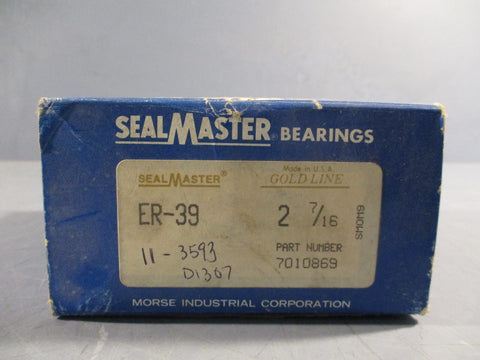 SEALMASTER® BEARINGS
SEALMASTER®
Made in U.S.A.
GOLD LINE
ER-39
2 7/16
11-3593
D1307
PART NUMBER
7010869
MORSE INDUSTRIAL CORPORATION